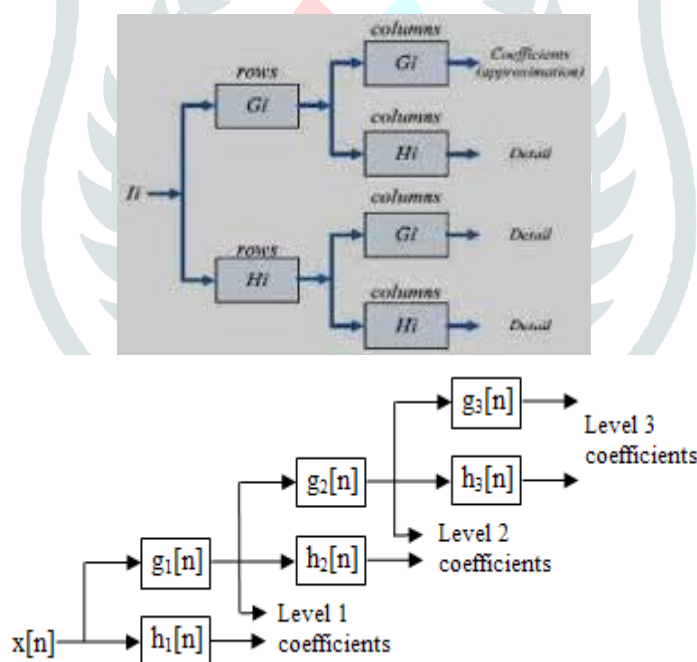 columns
Gi
Coefficients
(approximation)
rows
Gi
columns
Hi
Detail
Ii
columns
Gi
Detail
rows
Hi
columns
Hi
Detail
g₃[n]
Level 3
coefficients
g₂[n]
h₃[n]
Level 2
coefficients
g₁[n]
h₂[n]
Level 1
coefficients
x[n]
h₁[n]